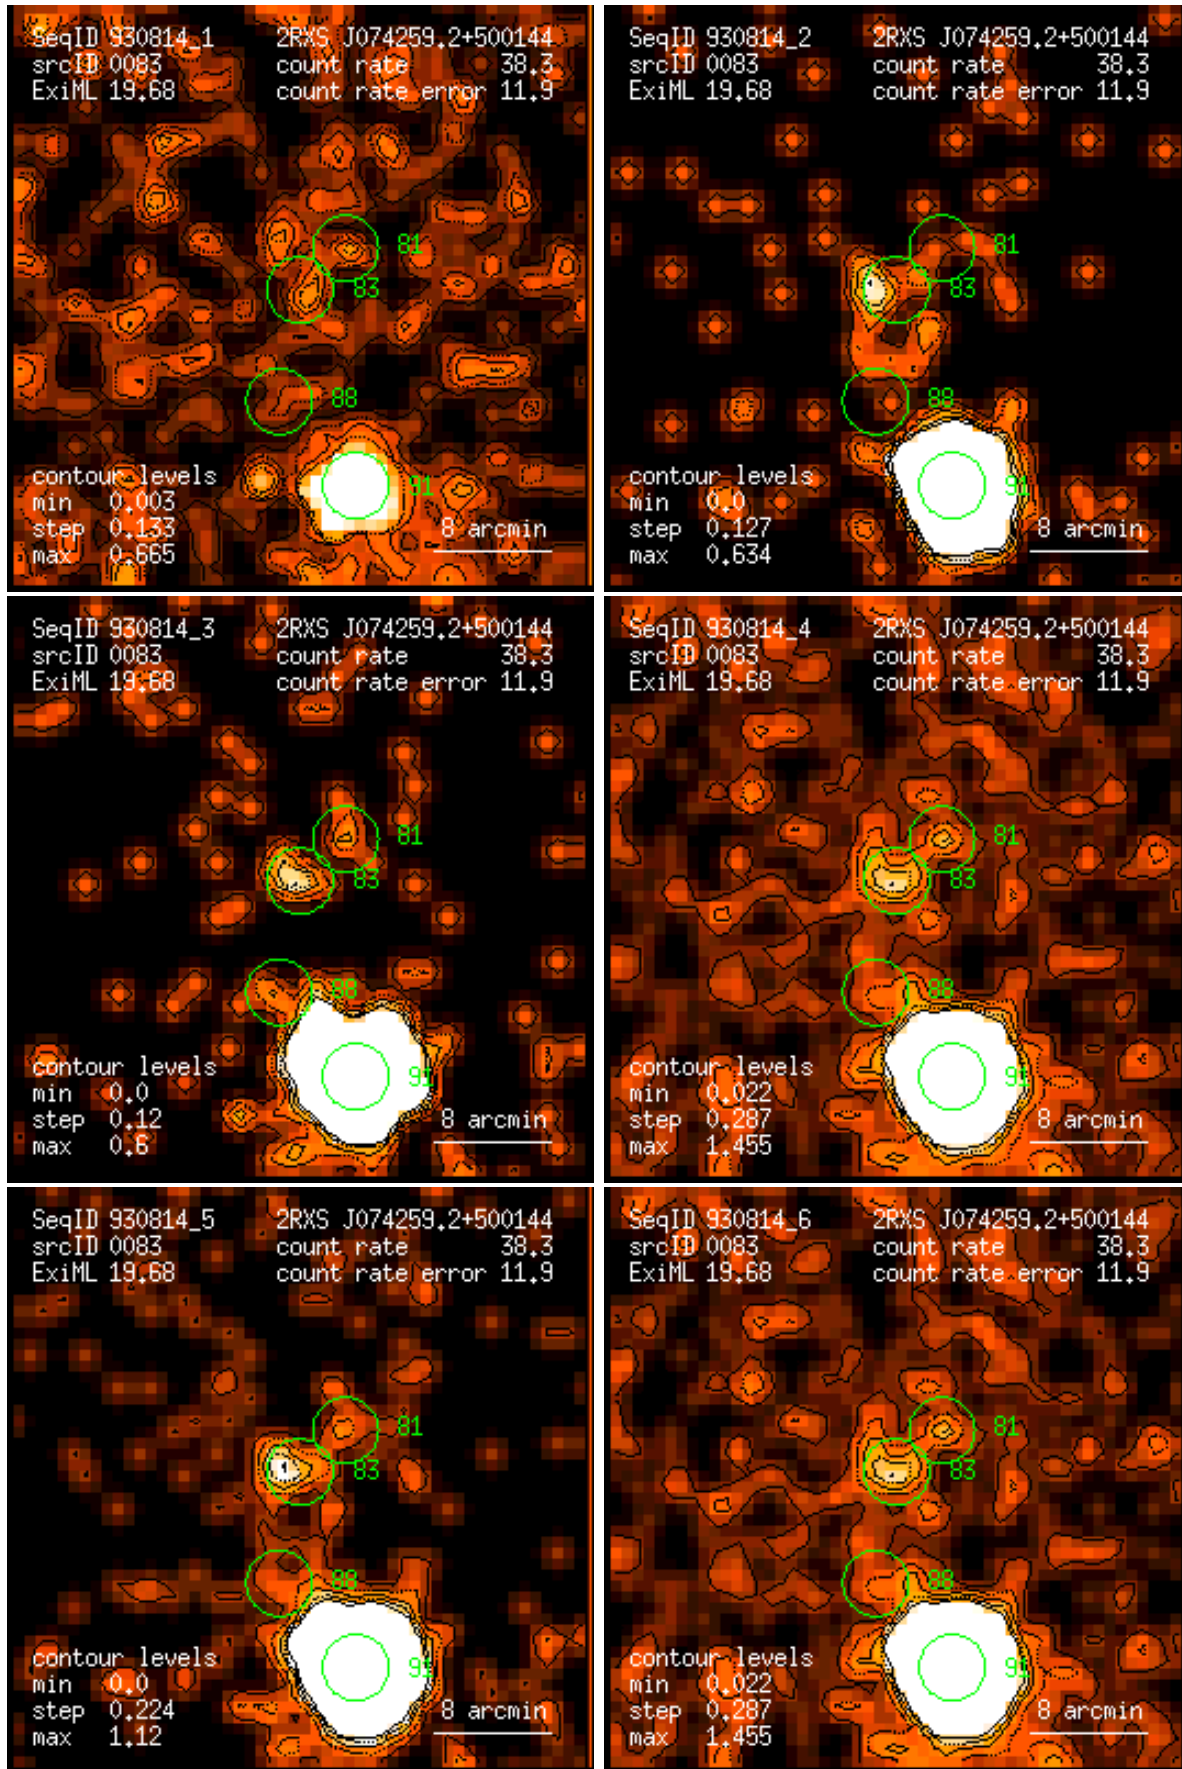 SeqID 930814_1 2RXS J074259.2+500144
srcID 0083 count rate 38.3
ExiML 19.68 count rate error 11.9
81
83
88
91
contour levels
min 0.003
step 0.133 8 arcmin
max 0.665
SeqID 930814_2 2RXS J074259.2+500144
srcID 0083 count rate 38.3
ExiML 19.68 count rate error 11.9
81
83
88
91
contour levels
min 0.0
step 0.127 8 arcmin
max 0.634
SeqID 930814_3 2RXS J074259.2+500144
srcID 0083 count rate 38.3
ExiML 19.68 count rate error 11.9
81
83
88
91
contour levels
min 0.0
step 0.12 8 arcmin
max 0.6
SeqID 930814_4 2RXS J074259.2+500144
srcID 0083 count rate 38.3
ExiML 19.68 count rate error 11.9
81
83
88
91
contour levels
min 0.022
step 0.287 8 arcmin
max 1.455
SeqID 930814_5 2RXS J074259.2+500144
srcID 0083 count rate 38.3
ExiML 19.68 count rate error 11.9
81
83
88
91
contour levels
min 0.0
step 0.224 8 arcmin
max 1.12
SeqID 930814_6 2RXS J074259.2+500144
srcID 0083 count rate 38.3
ExiML 19.68 count rate error 11.9
81
83
88
91
contour levels
min 0.022
step 0.287 8 arcmin
max 1.455